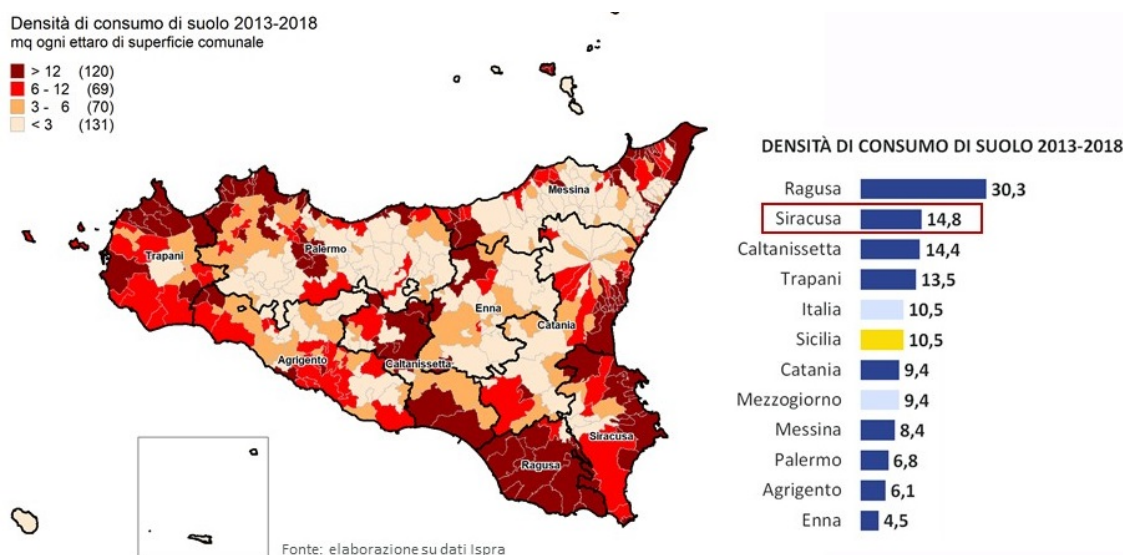 Densità di consumo di suolo 2013-2018
mq ogni ettaro di superficie comunale
> 12 (120)
6 - 12 (69)
3 - 6 (70)
< 3 (131)
Messina
Palermo
Trapani
Enna
Catania
Agrigento
Caltanissetta
Siracusa
Ragusa
Fonte: elaborazione su dati Ispra
DENSITÀ DI CONSUMO DI SUOLO 2013-2018
Ragusa 30,3
Siracusa 14,8
Caltanissetta 14,4
Trapani 13,5
Italia 10,5
Sicilia 10,5
Catania 9,4
Mezzogiorno 9,4
Messina 8,4
Palermo 6,8
Agrigento 6,1
Enna 4,5